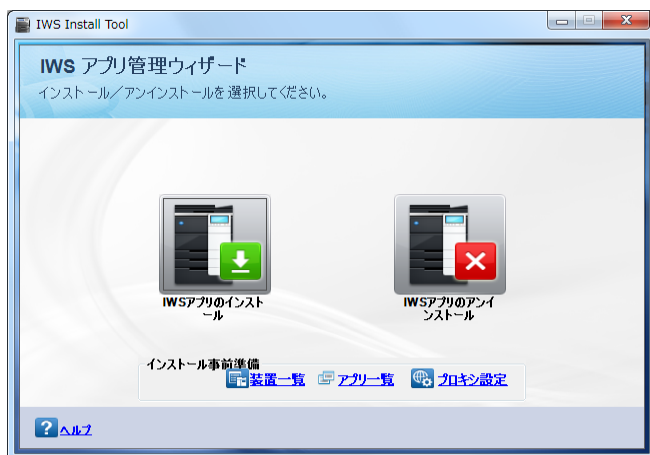 IWS Install Tool
IWS アプリ管理ウィザード
インストール／アンインストールを選択してください。
IWSアプリのインスト
ール
IWSアプリのアンイ
ンストール
インストール事前準備
装置一覧 アプリ一覧 プロキシ設定
ヘルプ